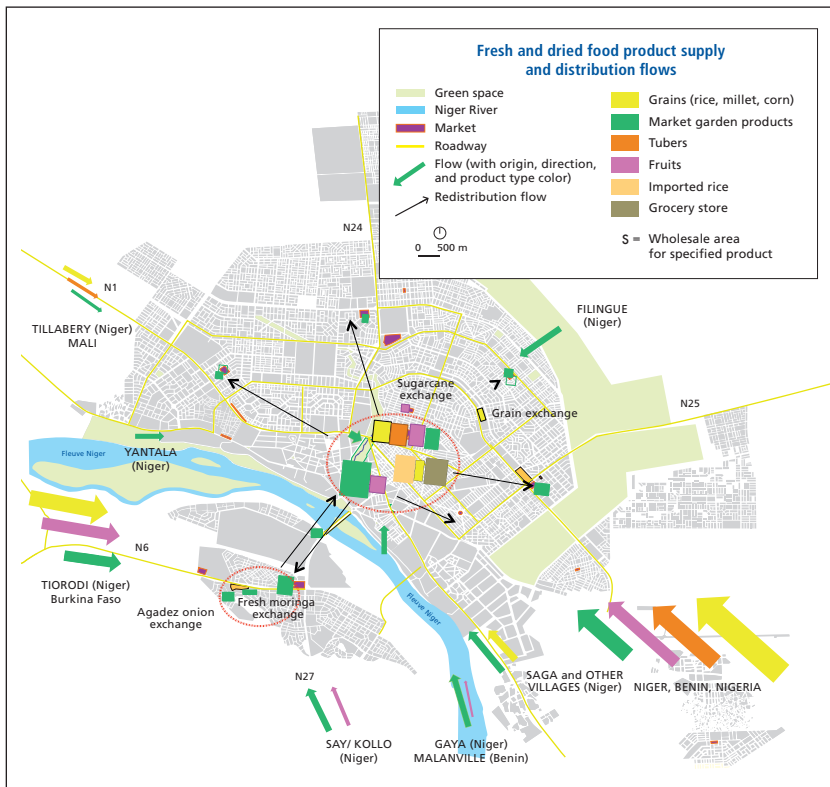 Fresh and dried food product supply
and distribution flows
Green space
Niger River
Market
Roadway
Flow (with origin, direction,
and product type color)
Redistribution flow
0 500 m
Grains (rice, millet, corn)
Market garden products
Tubers
Fruits
Imported rice
Grocery store
S = Wholesale area
for specified product
N24
N1
TILLABERY (Niger)
MALI
FILINGUE
(Niger)
Sugarcane
exchange
Grain exchange
N25
Fleuve Niger
YANTALA
(Niger)
N6
TIORODI (Niger)
Burkina Faso
Agadez onion
exchange
Fresh moringa
exchange
Fleuve Niger
N27
SAY/ KOLLO
(Niger)
GAYA (Niger)
MALANVILLE (Benin)
SAGA and OTHER
VILLAGES (Niger)
NIGER, BENIN, NIGERIA